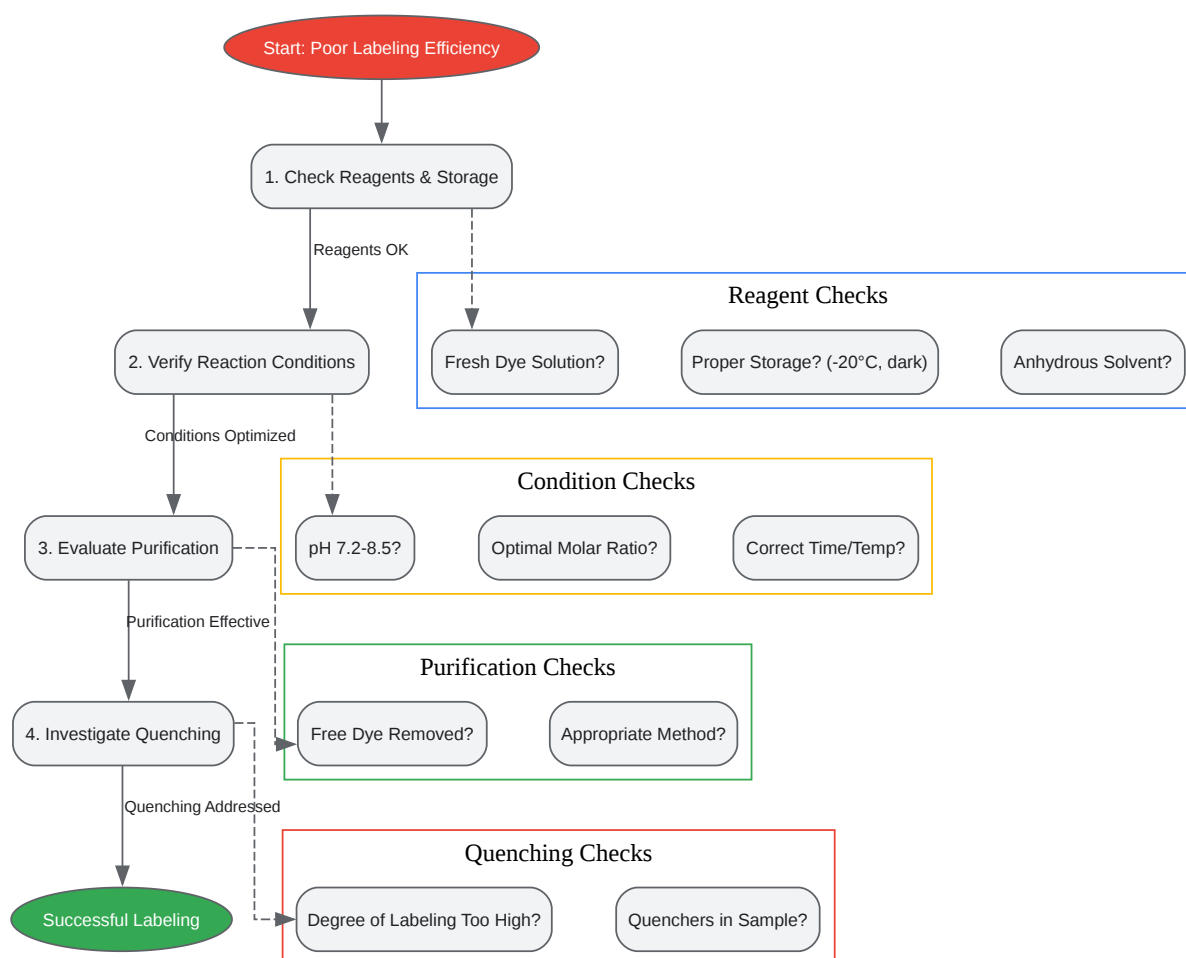 Start: Poor Labeling Efficiency
1. Check Reagents & Storage
Reagents OK
Reagent Checks
2. Verify Reaction Conditions
Fresh Dye Solution?
Proper Storage? (-20°C, dark)
Anhydrous Solvent?
Conditions Optimized
Condition Checks
3. Evaluate Purification
pH 7.2-8.5?
Optimal Molar Ratio?
Correct Time/Temp?
Purification Effective
Purification Checks
4. Investigate Quenching
Free Dye Removed?
Appropriate Method?
Quenching Addressed
Quenching Checks
Successful Labeling
Degree of Labeling Too High?
Quenchers in Sample?